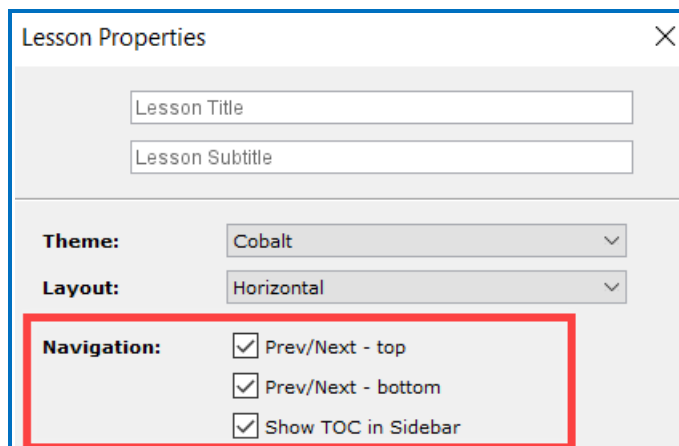 Lesson Properties
Lesson Title
Lesson Subtitle
Theme: Cobalt
Layout: Horizontal
Navigation: Prev/Next - top
Prev/Next - bottom
Show TOC in Sidebar